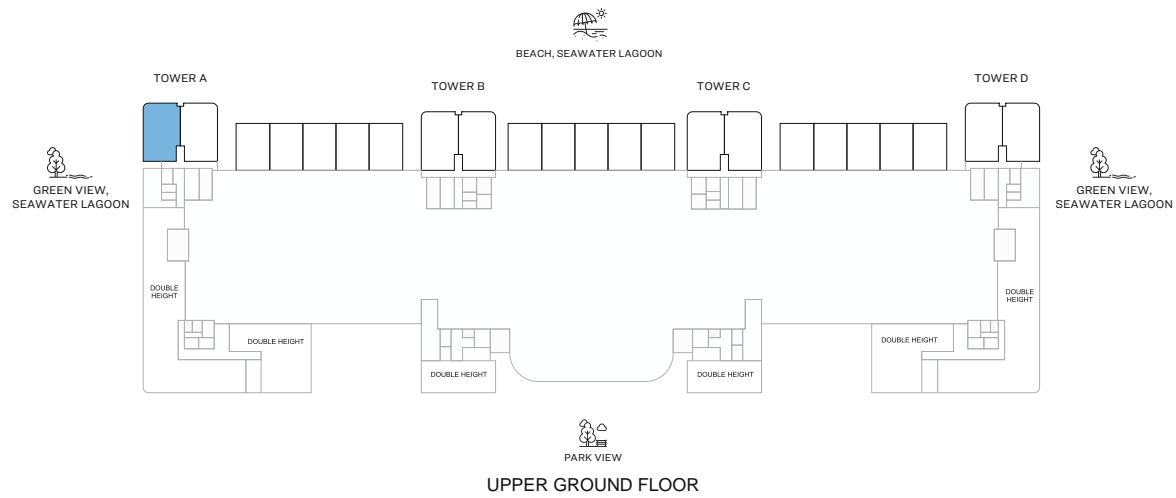 BEACH, SEAWATER LAGOON
TOWER A
TOWER B
TOWER C
TOWER D
GREEN VIEW,
SEAWATER LAGOON
GREEN VIEW,
SEAWATER LAGOON
DOUBLE
HEIGHT
DOUBLE
HEIGHT
DOUBLE HEIGHT
DOUBLE HEIGHT
DOUBLE HEIGHT
DOUBLE HEIGHT
PARK VIEW
UPPER GROUND FLOOR